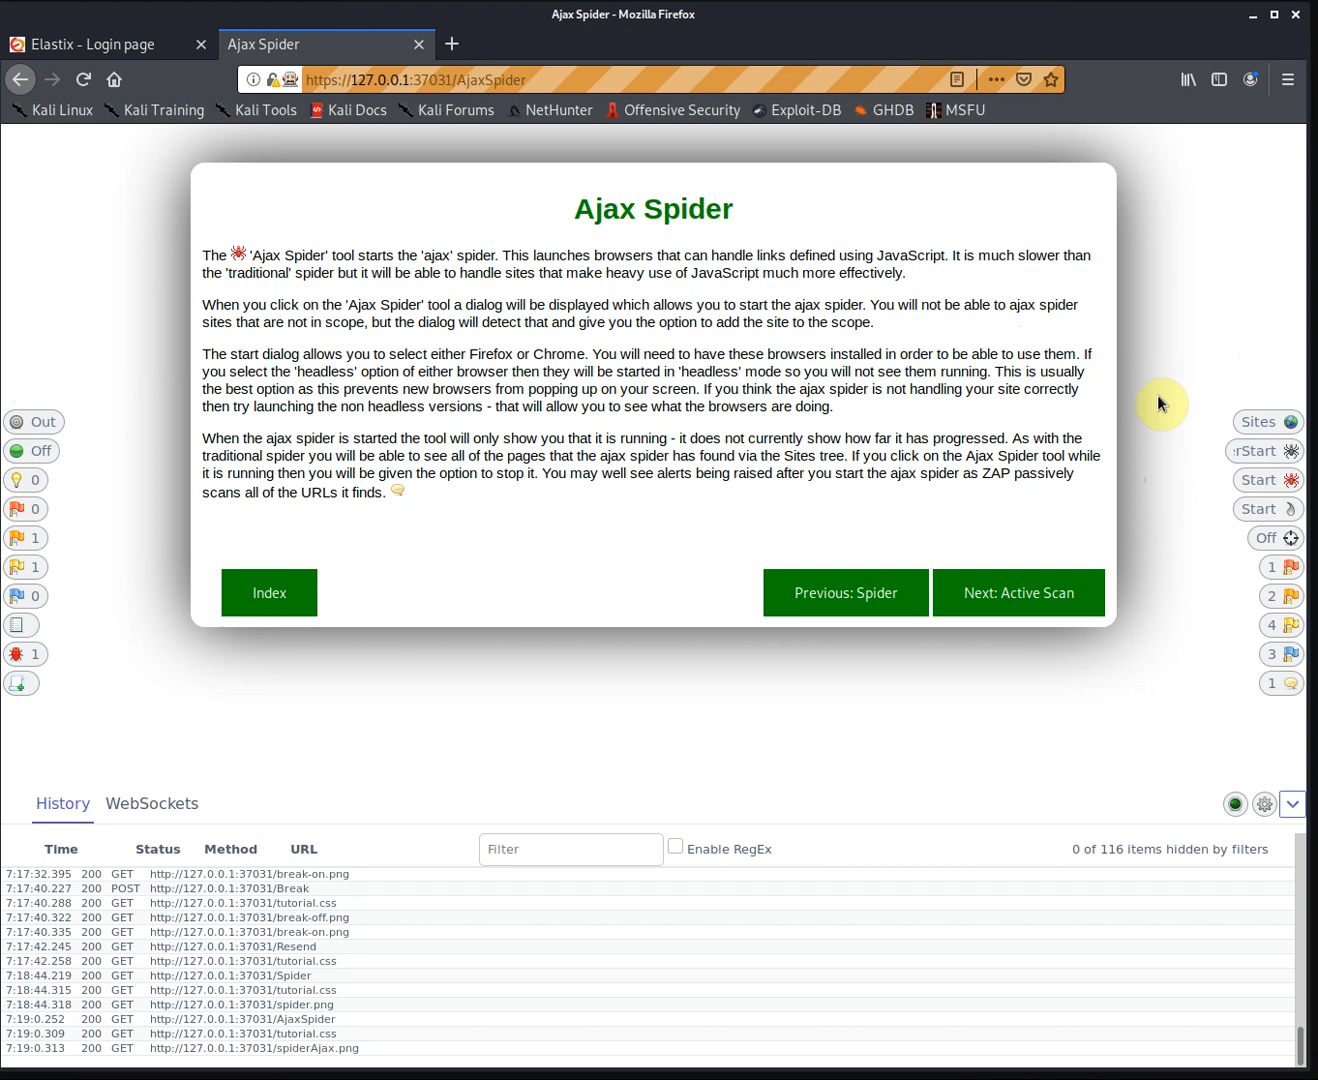 Ajax Spider - Mozilla Firefox
Elastix - Login page
Ajax Spider
https://127.0.0.1:37031/AjaxSpider
Kali Linux Kali Training Kali Tools Kali Docs Kali Forums NetHunter Offensive Security Exploit-DB GHDB MSFU
Ajax Spider
The 'Ajax Spider' tool starts the 'ajax' spider. This launches browsers that can handle links defined using JavaScript. It is much slower than
the 'traditional' spider but it will be able to handle sites that make heavy use of JavaScript much more effectively.
When you click on the 'Ajax Spider' tool a dialog will be displayed which allows you to start the ajax spider. You will not be able to ajax spider
sites that are not in scope, but the dialog will detect that and give you the option to add the site to the scope.
The start dialog allows you to select either Firefox or Chrome. You will need to have these browsers installed in order to be able to use them. If
you select the 'headless' option of either browser then they will be started in 'headless' mode so you will not see them running. This is usually
the best option as this prevents new browsers from popping up on your screen. If you think the ajax spider is not handling your site correctly
then try launching the non headless versions - that will allow you to see what the browsers are doing.
When the ajax spider is started the tool will only show you that it is running - it does not currently show how far it has progressed. As with the
traditional spider you will be able to see all of the pages that the ajax spider has found via the Sites tree. If you click on the Ajax Spider tool while
it is running then you will be given the option to stop it. You may well see alerts being raised after you start the ajax spider as ZAP passively
scans all of the URLs it finds.
Index
Previous: Spider
Next: Active Scan
Out
Off
0
0
1
1
0
1
Sites
rStart
Start
Start
Off
1
2
4
3
1
History WebSockets
Time Status Method URL Filter Enable RegEx 0 of 116 items hidden by filters
7:17:32.395 200 GET http://127.0.0.1:37031/break-on.png
7:17:40.227 200 POST http://127.0.0.1:37031/Break
7:17:40.288 200 GET http://127.0.0.1:37031/tutorial.css
7:17:40.322 200 GET http://127.0.0.1:37031/break-off.png
7:17:40.335 200 GET http://127.0.0.1:37031/break-on.png
7:17:42.245 200 GET http://127.0.0.1:37031/Resend
7:17:42.258 200 GET http://127.0.0.1:37031/tutorial.css
7:18:44.219 200 GET http://127.0.0.1:37031/Spider
7:18:44.315 200 GET http://127.0.0.1:37031/tutorial.css
7:18:44.318 200 GET http://127.0.0.1:37031/spider.png
7:19:0.252 200 GET http://127.0.0.1:37031/AjaxSpider
7:19:0.309 200 GET http://127.0.0.1:37031/tutorial.css
7:19:0.313 200 GET http://127.0.0.1:37031/spiderAjax.png